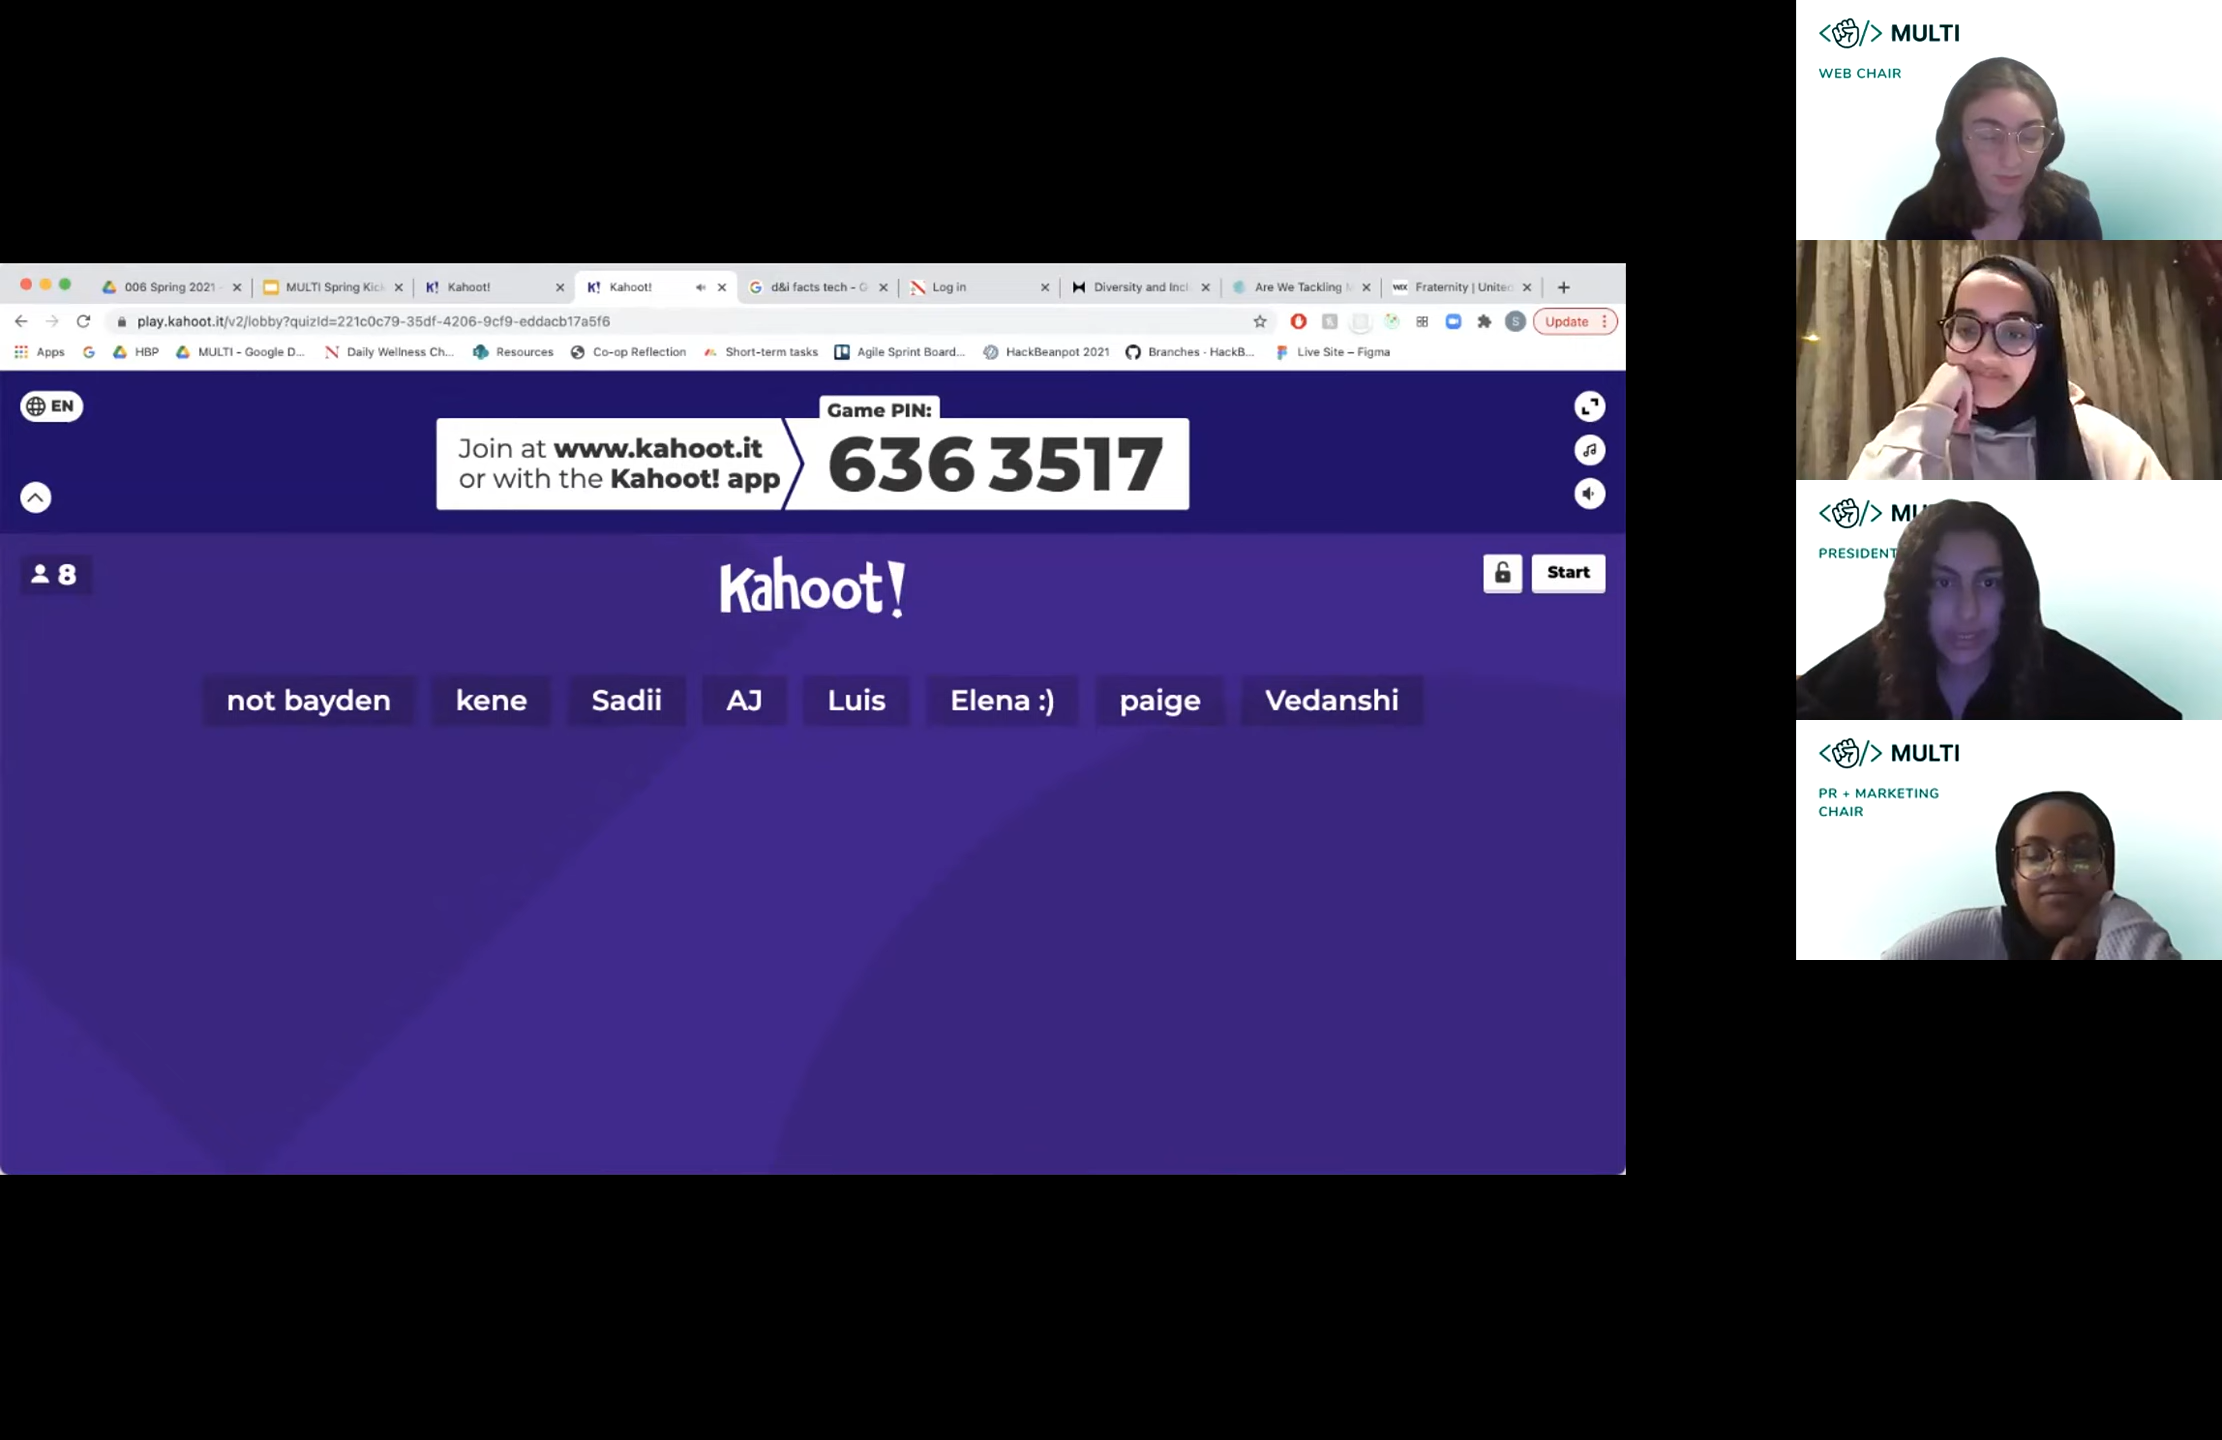 006 Spring 2021
MULTI Spring Kick
Kahoot!
Kahoot!
d&i facts tech - G
Log in
Diversity and Incl
Are We Tackling
Fraternity | United
play.kahoot.it/v2/lobby?quizId=221c0c79-35df-4206-9cf9-eddacb17a5f6
S
Update
Apps
HBP
MULTI - Google D...
Daily Wellness Ch...
Resources
Co-op Reflection
Short-term tasks
Agile Sprint Board...
HackBeanpot 2021
Branches · HackB...
Live Site – Figma
EN
Join at www.kahoot.it
or with the Kahoot! app
Game PIN:
636 3517
8
Kahoot!
Start
not bayden
kene
Sadii
AJ
Luis
Elena :)
paige
Vedanshi
MULTI
WEB CHAIR
MU
PRESIDENT
MULTI
PR + MARKETING
CHAIR